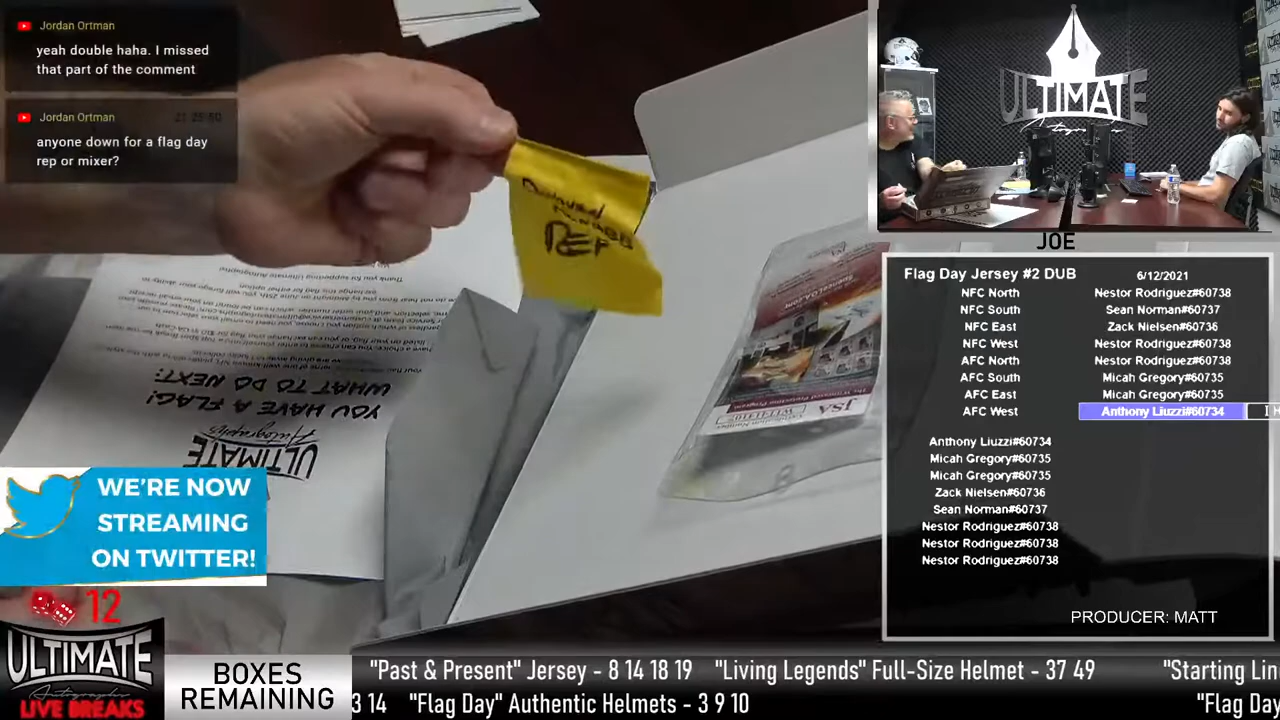 Jordan Ortman
yeah double haha. I missed
that part of the comment
Jordan Ortman
anyone down for a flag day
rep or mixer?
ULTIMATE
Autographs
JOE
Flag Day Jersey #2 DUB 6/12/2021
NFC North Nestor Rodriguez#60738
NFC South Sean Norman#60737
NFC East Zack Nielsen#60736
NFC West Nestor Rodriguez#60738
AFC North Nestor Rodriguez#60738
AFC South Micah Gregory#60735
AFC East Micah Gregory#60735
AFC West Anthony Liuzzi#60734
Anthony Liuzzi#60734
Micah Gregory#60735
Micah Gregory#60735
Zack Nielsen#60736
Sean Norman#60737
Nestor Rodriguez#60738
Nestor Rodriguez#60738
Nestor Rodriguez#60738
PRODUCER: MATT
JSA
ULTIMATE
Autographs
YOU HAVE A FLAG!
WHAT TO DO NEXT:
WE'RE NOW
STREAMING
ON TWITTER!
12
ULTIMATE
Autographs
LIVE BREAKS
BOXES
REMAINING
"Past & Present" Jersey - 8 14 18 19 "Living Legends" Full-Size Helmet - 37 49 "Starting Lin
3 14 "Flag Day" Authentic Helmets - 3 9 10 "Flag Day